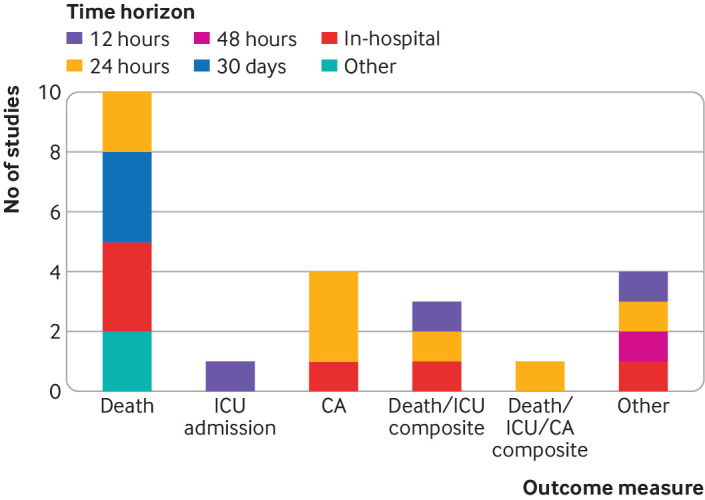 Time horizon
12 hours 48 hours In-hospital
24 hours 30 days Other
No of studies
10
8
6
4
2
0
Death ICU admission CA Death/ICU composite Death/ICU/CA composite Other
Outcome measure